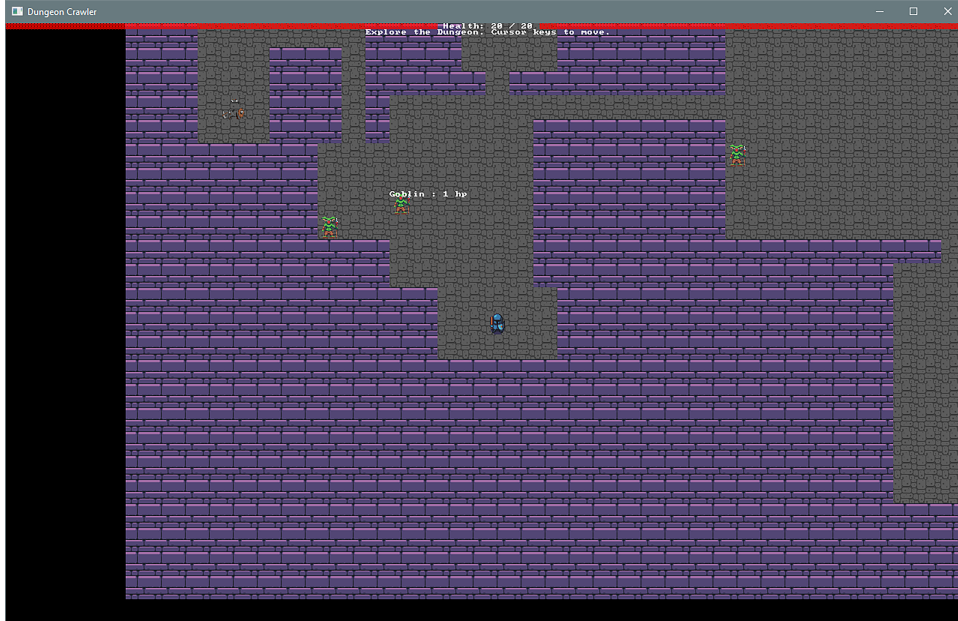 Dungeon Crawler
Health: 20 / 20
Explore the Dungeon. Cursor keys to move.
Goblin : 1 hp